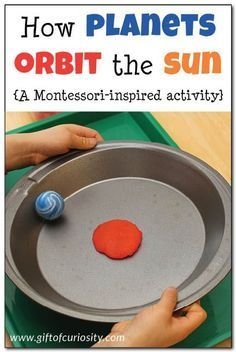 How PLANETS
ORBIT the SUN
{A Montessori-inspired activity}
www.giftofcuriosity.com